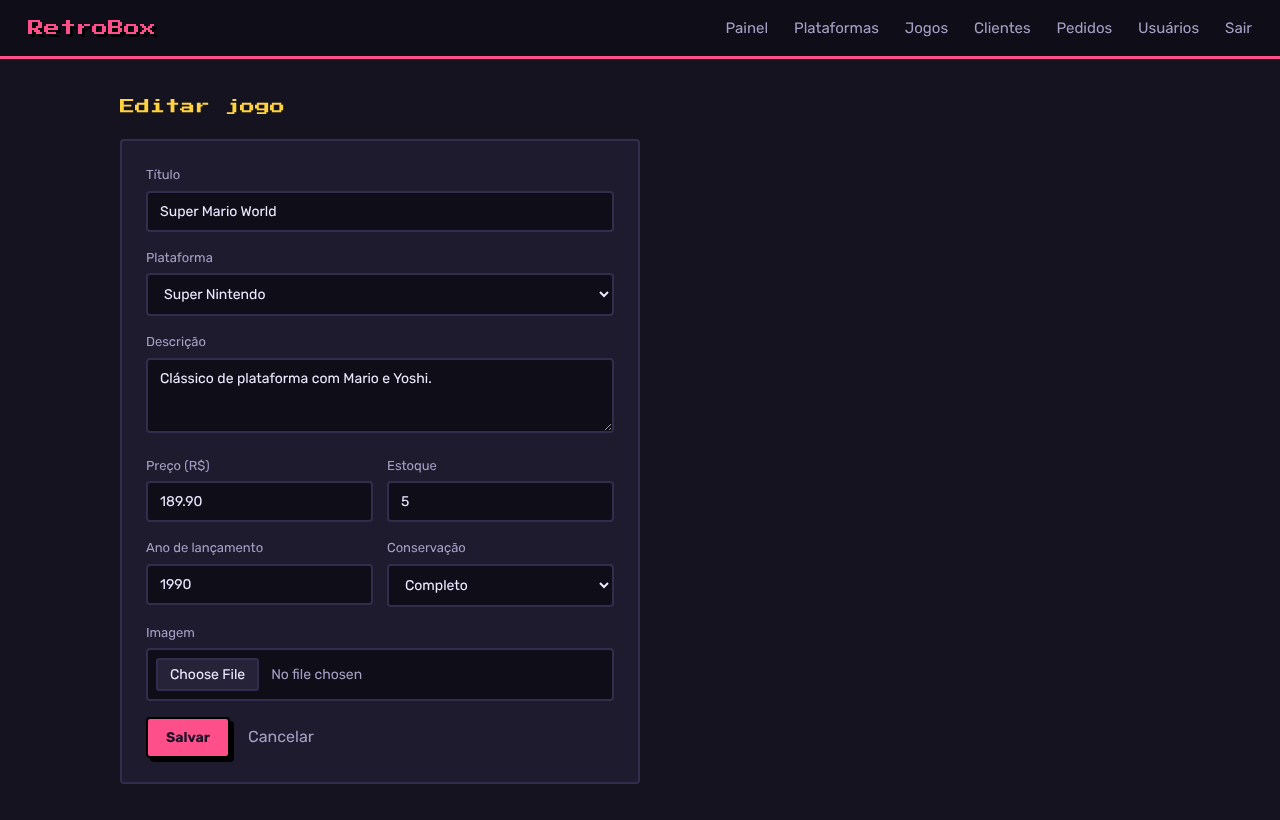 RetroBox
Painel Plataformas Jogos Clientes Pedidos Usuários Sair
Editar jogo
Título
Super Mario World
Plataforma
Super Nintendo
Descrição
Clássico de plataforma com Mario e Yoshi.
Preço (R$) Estoque
189.90 5
Ano de lançamento Conservação
1990 Completo
Imagem
Choose File No file chosen
Salvar Cancelar